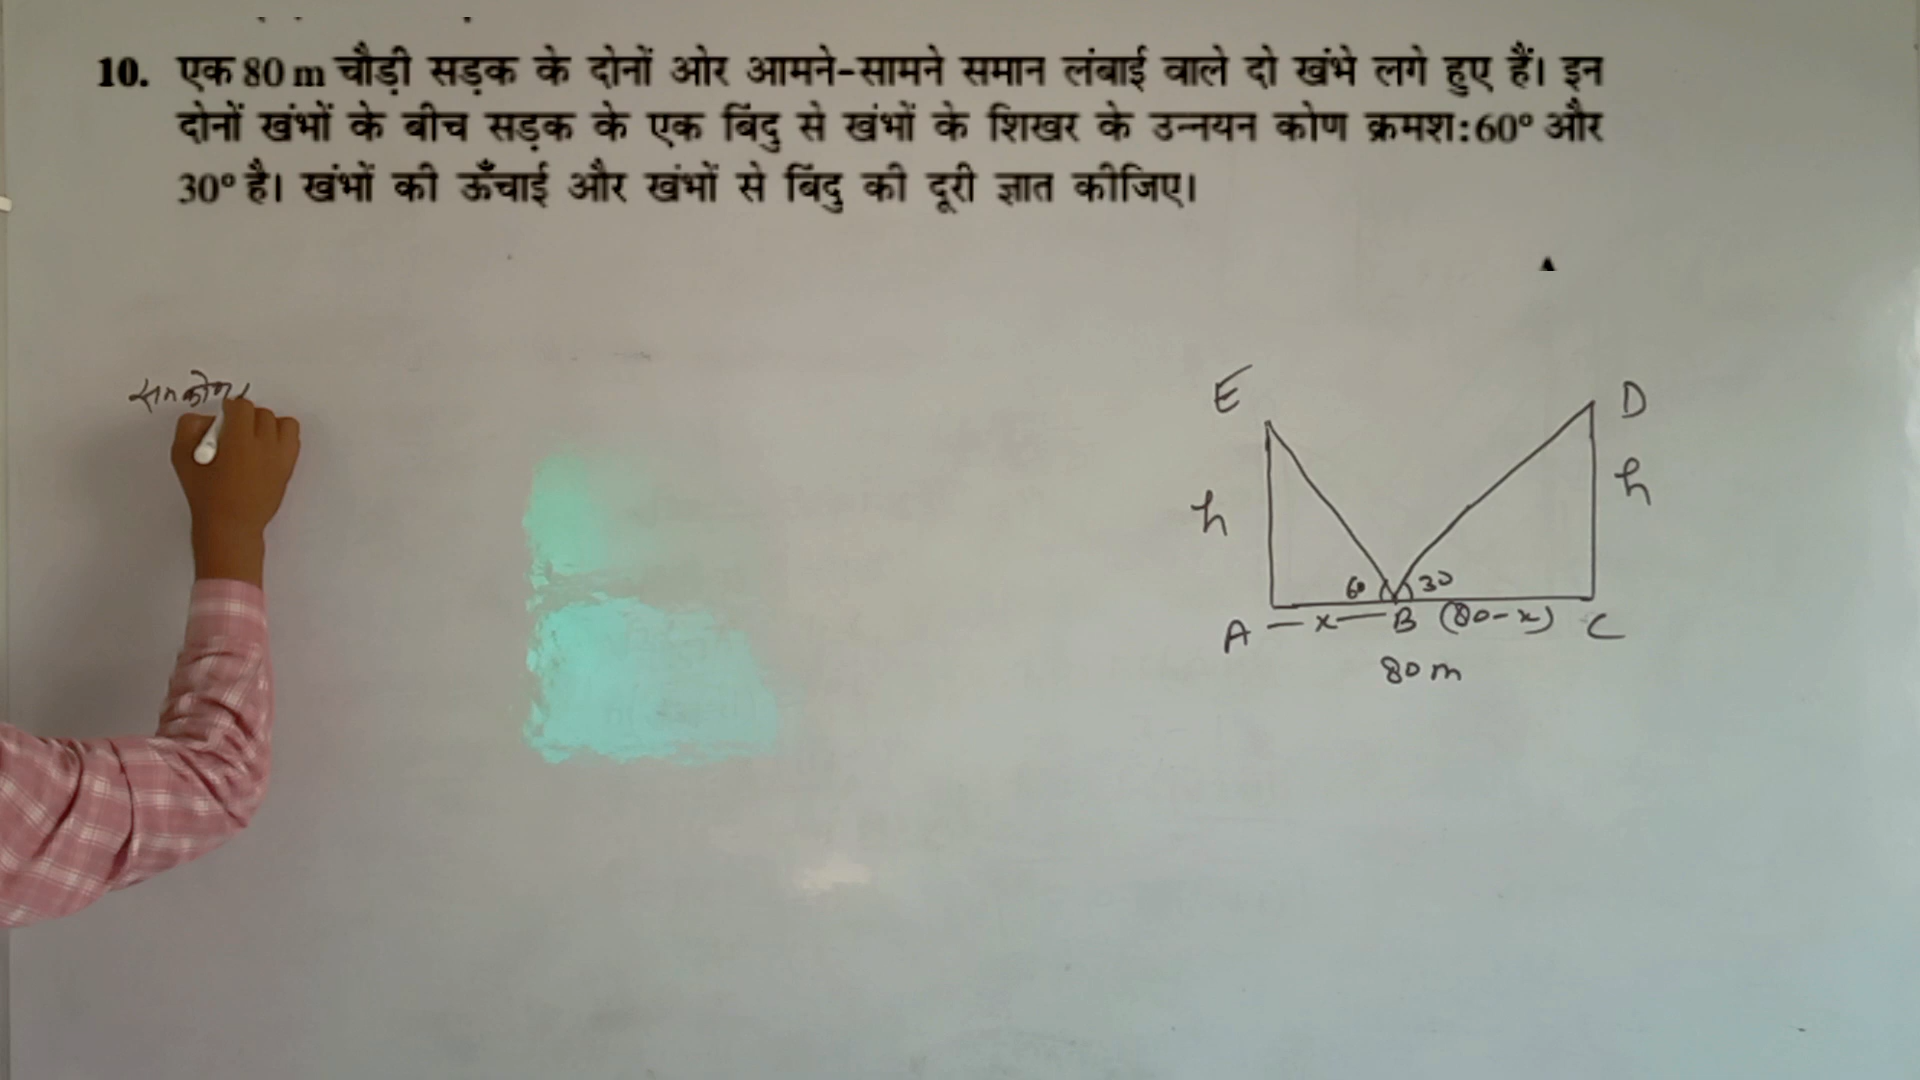 10. एक 80 m चौड़ी सड़क के दोनों ओर आमने-सामने समान लंबाई वाले दो खंभे लगे हुए हैं। इन
दोनों खंभों के बीच सड़क के एक बिंदु से खंभों के शिखर के उन्नयन कोण क्रमश:60° और
30° है। खंभों की ऊँचाई और खंभों से बिंदु की दूरी ज्ञात कीजिए।
E D
h h
60 30
A x B (80-x) C
80 m